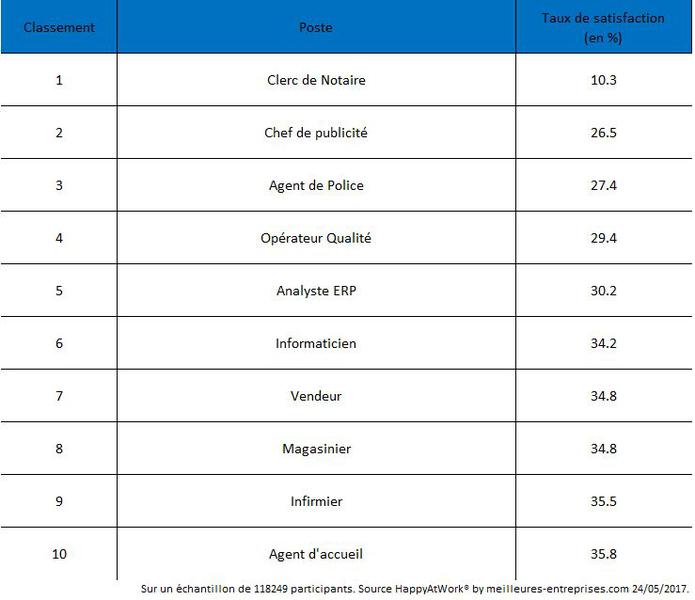 Classement Poste Taux de satisfaction
(en %)
1 Clerc de Notaire 10.3
2 Chef de publicité 26.5
3 Agent de Police 27.4
4 Opérateur Qualité 29.4
5 Analyste ERP 30.2
6 Informaticien 34.2
7 Vendeur 34.8
8 Magasinier 34.8
9 Infirmier 35.5
10 Agent d'accueil 35.8
Sur un échantillon de 118249 participants. Source HappyAtWork® by meilleures-entreprises.com 24/05/2017.